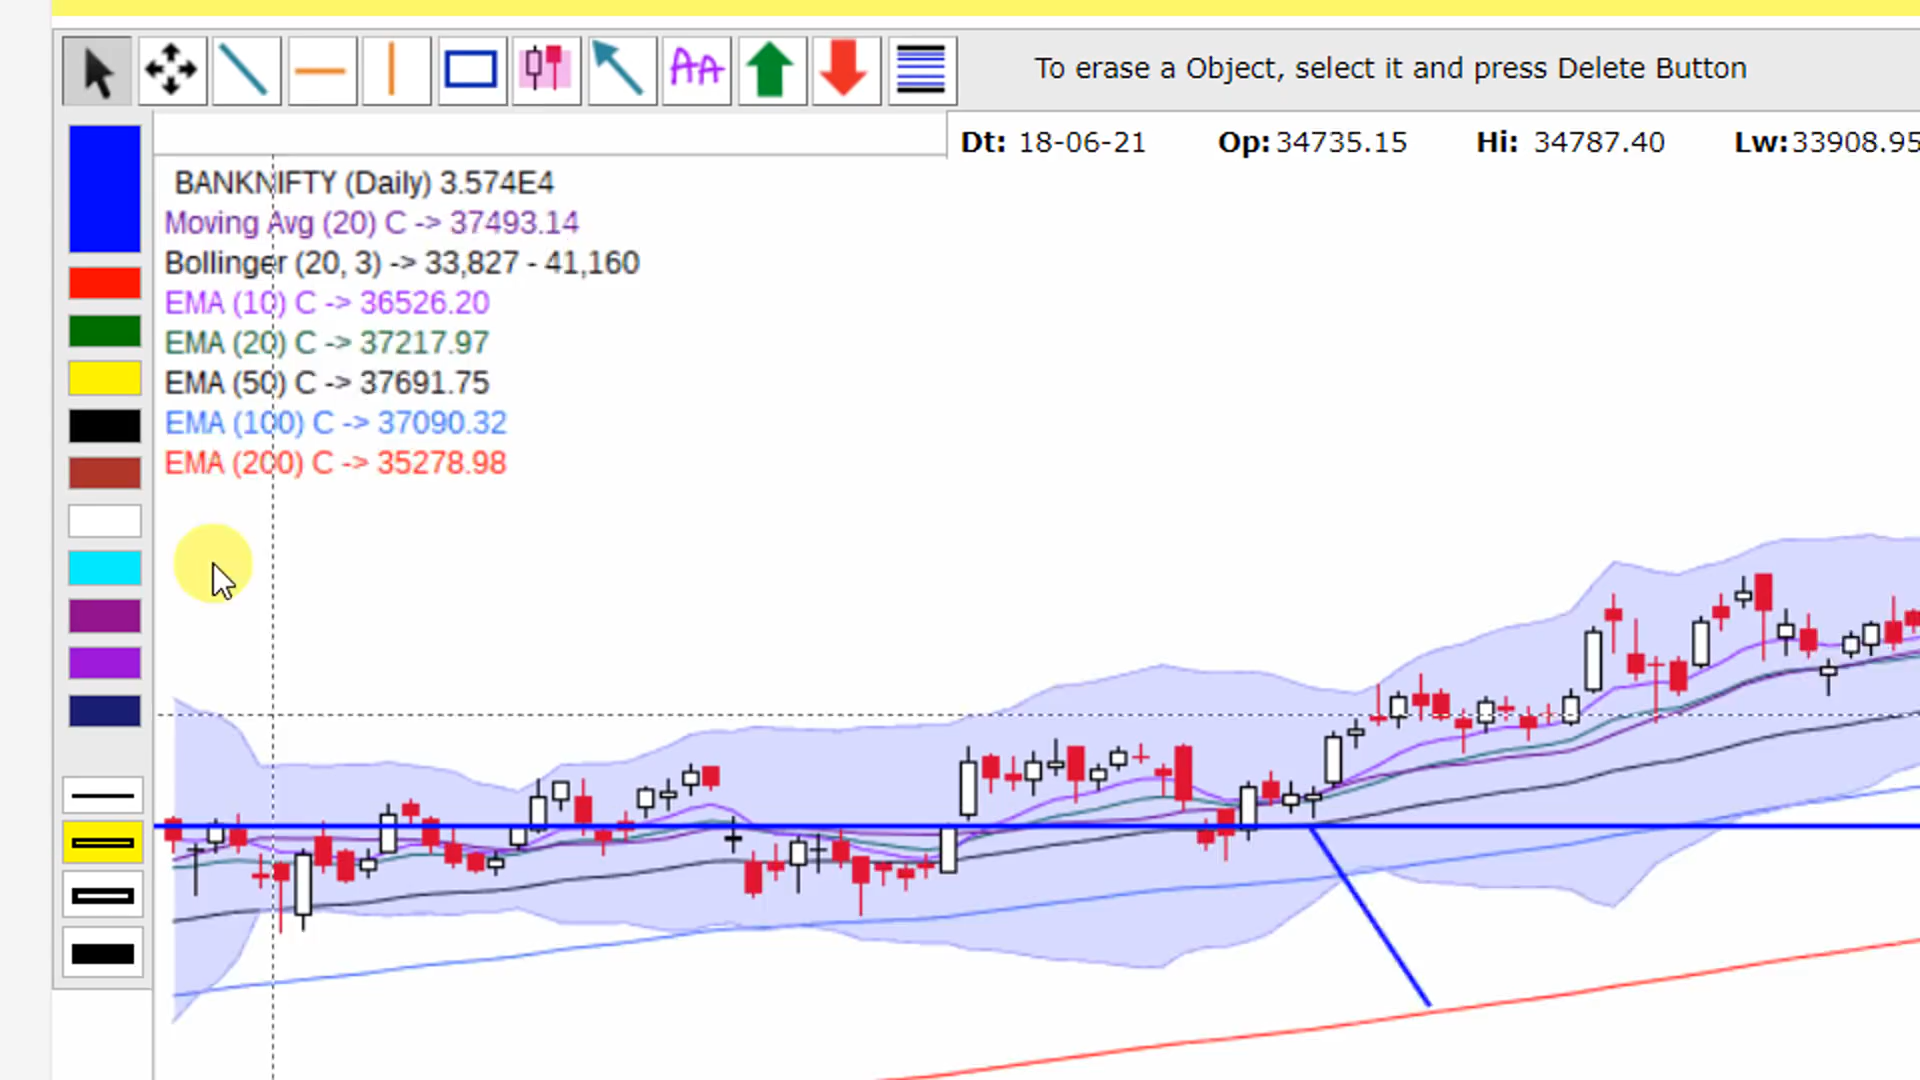 AA
To erase a Object, select it and press Delete Button
Dt: 18-06-21 Op: 34735.15 Hi: 34787.40 Lw: 33908.95
BANKNIFTY (Daily) 3.574E4
Moving Avg (20) C -> 37493.14
Bollinger (20, 3) -> 33,827 - 41,160
EMA (10) C -> 36526.20
EMA (20) C -> 37217.97
EMA (50) C -> 37691.75
EMA (100) C -> 37090.32
EMA (200) C -> 35278.98